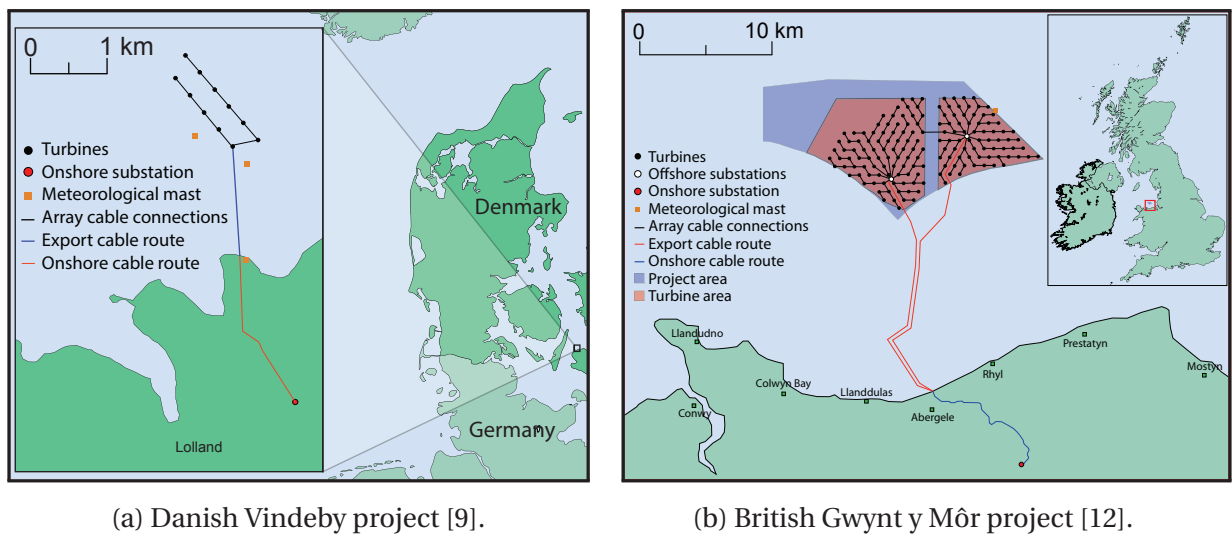 0 1 km
Turbines
Onshore substation
Meteorological mast
Array cable connections
Export cable route
Onshore cable route
Lolland
Denmark
Germany
(a) Danish Vindeby project [9].
0 10 km
Turbines
Offshore substations
Onshore substation
Meteorological mast
Array cable connections
Export cable route
Onshore cable route
Project area
Turbine area
Llandudno
Prestatyn
Rhyl
Mostyn
Colwyn Bay
Llanddulas
Conwy
Abergele
(b) British Gwynt y Môr project [12].